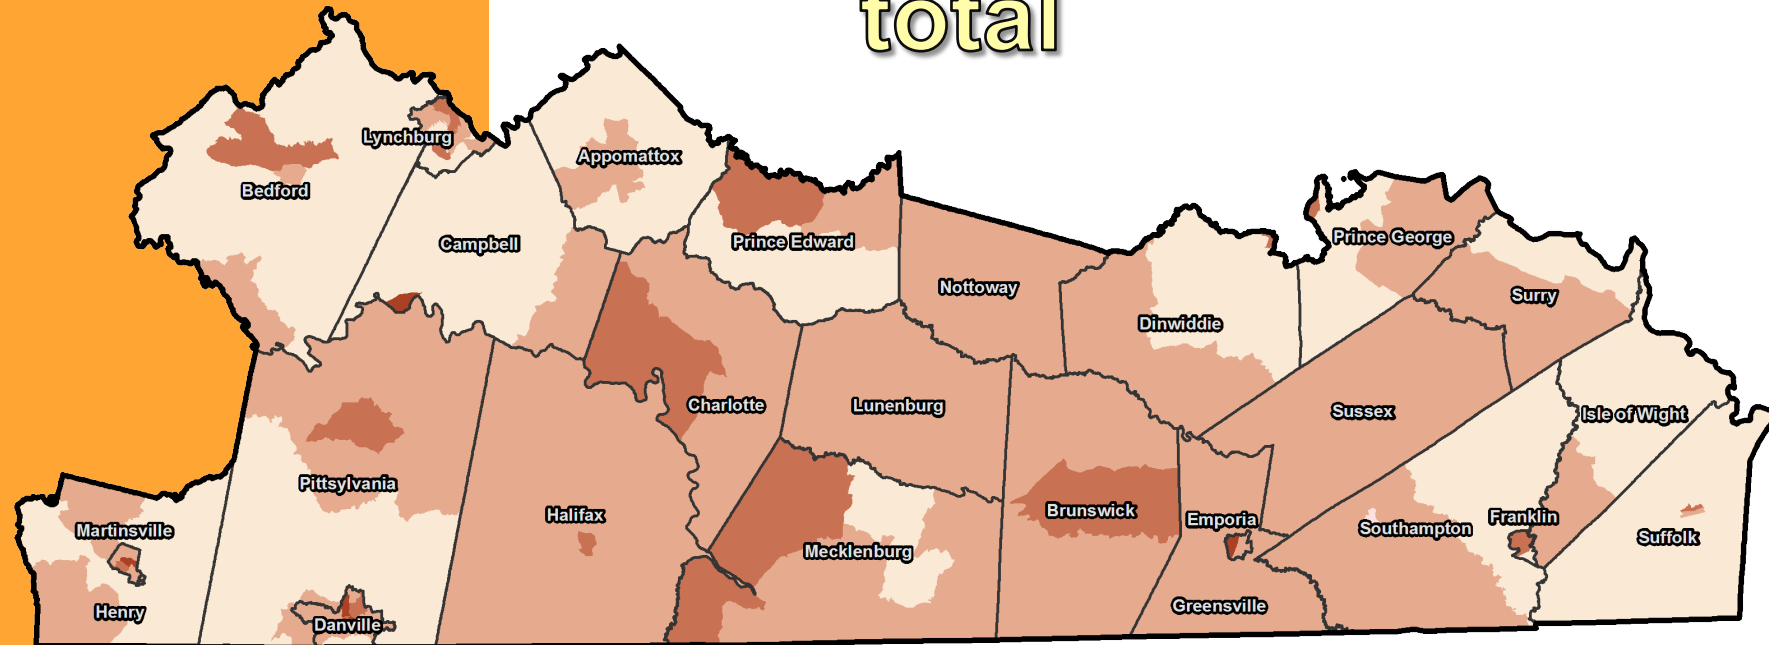 total
Lynchburg
Appomattox
Bedford
Campbell
Prince Edward
Prince George
Nottoway
Surry
Dinwiddie
Charlotte
Lunenburg
Sussex
Isle of Wight
Pittsylvania
Halifax
Brunswick
Emporia
Franklin
Martinsville
Southampton
Suffolk
Mecklenburg
Henry
Danville
Greensville